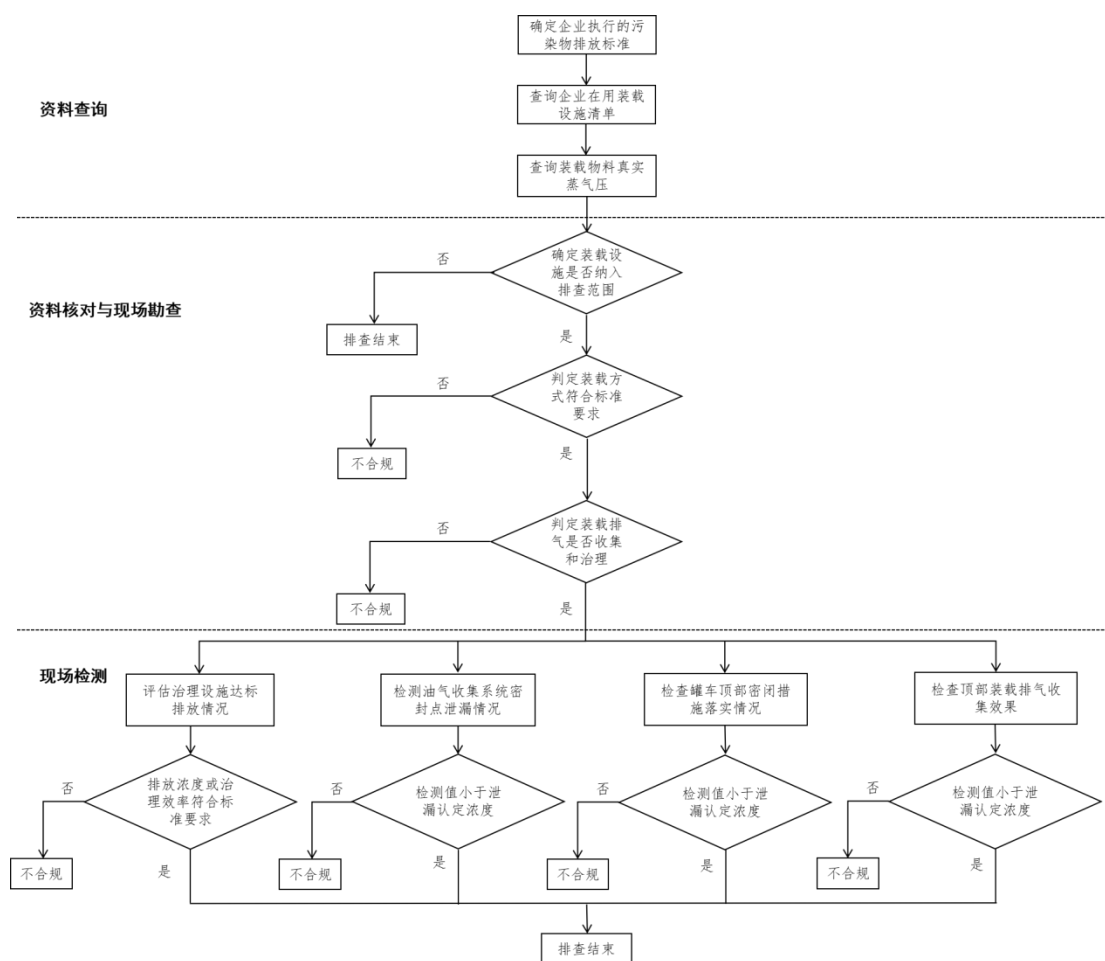 确定企业执行的污
染物排放标准
资料查询
查询企业在用装载
设施清单
查询装载物料真实
蒸气压
否
确定装载设
施是否纳入
排查范围
资料核对与现场勘查
排查结束
是
否
判定装载方
式符合标准
要求
不合规
是
否
判定装载排
气是否收集
和治理
不合规
是
现场检测
评估治理设施达标
排放情况
检测油气收集系统密
封点泄漏情况
检查罐车顶部密闭措
施落实情况
检查顶部装载排气收
集效果
否
排放浓度或治
理效率符合标
准要求
否
检测值小于泄
漏认定浓度
否
检测值小于泄
漏认定浓度
否
检测值小于泄
漏认定浓度
不合规
是
不合规
是
不合规
是
不合规
是
排查结束